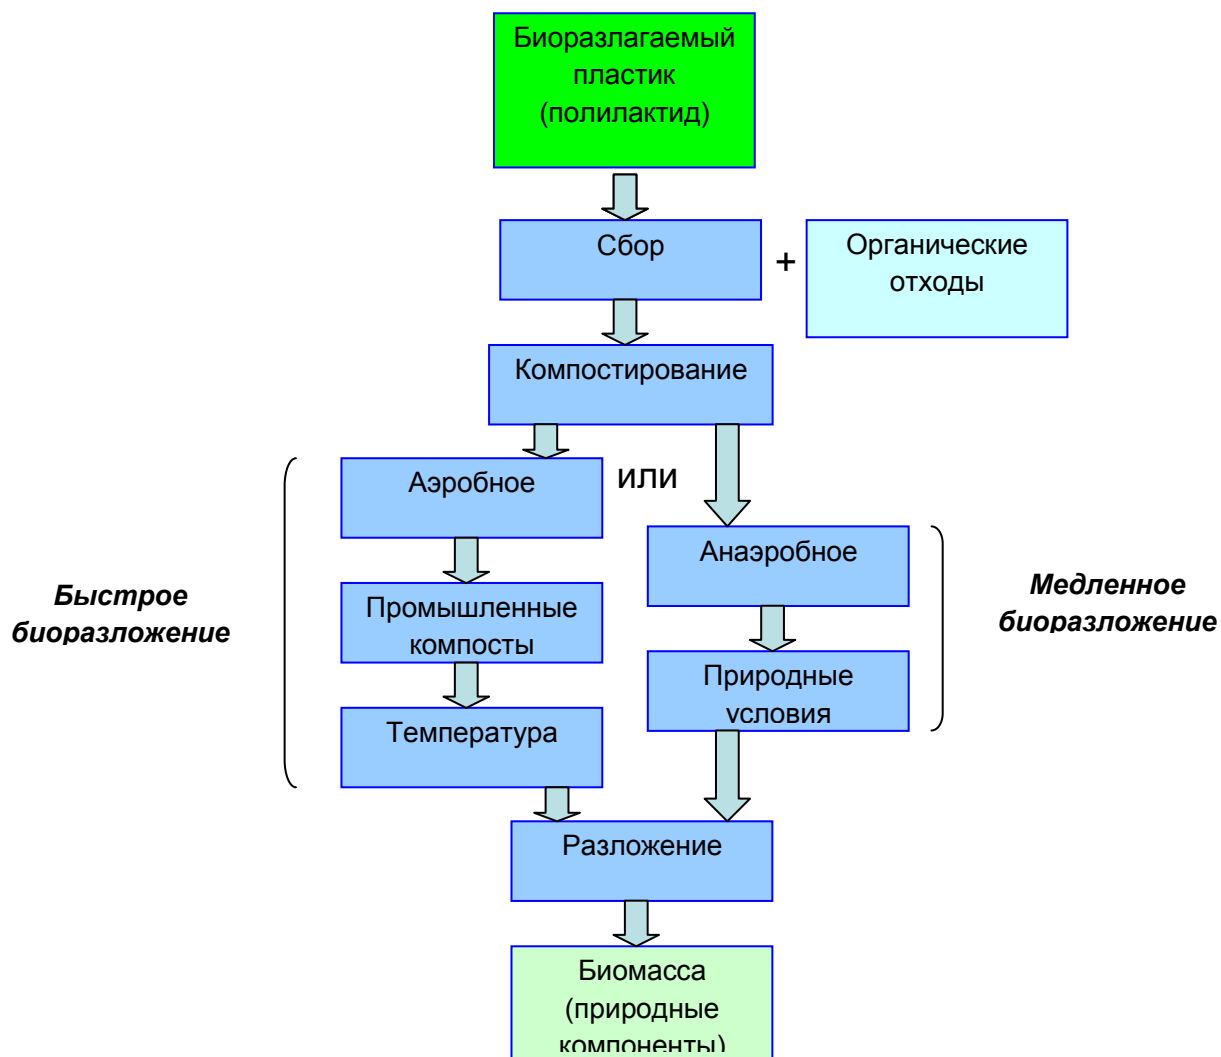 Биоразлагаемый
пластик
(полилактид)
Сбор
+
Органические
отходы
Компостирование
Аэробное
или
Анаэробное
Быстрое
биоразложение
Промышленные
компосты
Медленное
биоразложение
Природные
условия
Температура
Разложение
Биомасса
(природные
компоненты)